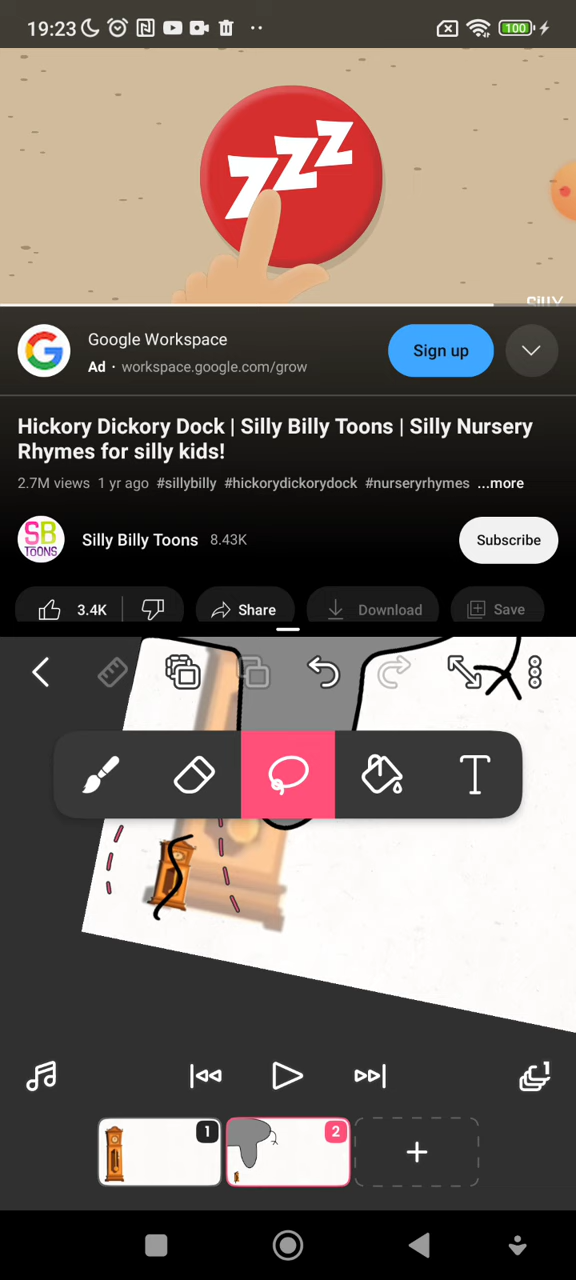 19:23
100
ZZZ
SiLLY
Google Workspace
Ad · workspace.google.com/grow
Sign up
Hickory Dickory Dock | Silly Billy Toons | Silly Nursery
Rhymes for silly kids!
2.7M views 1 yr ago #sillybilly #hickorydickorydock #nurseryrhymes ...more
SB
TOONS
Silly Billy Toons 8.43K
Subscribe
3.4K
Share
Download
Save
T
1
1
2
+